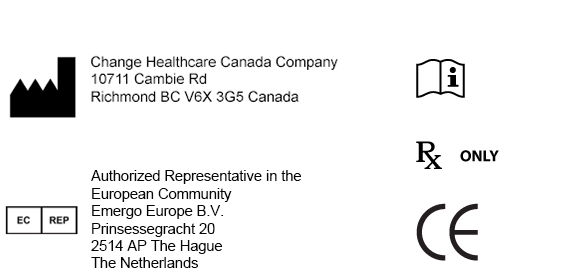 Change Healthcare Canada Company
10711 Cambie Rd
Richmond BC V6X 3G5 Canada
i
Rx ONLY
EC REP
Authorized Representative in the
European Community
Emergo Europe B.V.
Prinsessegracht 20
2514 AP The Hague
The Netherlands
CE